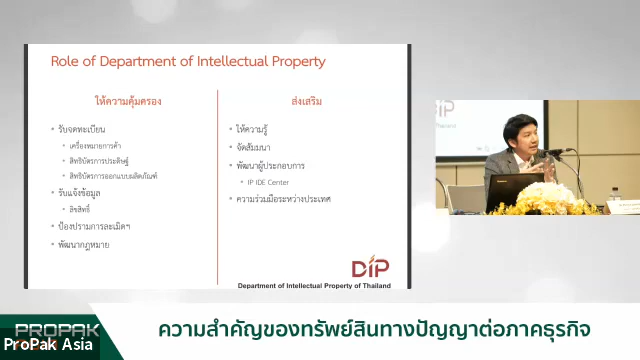 Role of Department of Intellectual Property
ให้ความคุ้มครอง
รับจดทะเบียน
เครื่องหมายการค้า
สิทธิบัตรการประดิษฐ์
สิทธิบัตรการออกแบบผลิตภัณฑ์
รับแจ้งข้อมูล
ลิขสิทธิ์
ป้องปรามการละเมิดฯ
พัฒนากฎหมาย
ส่งเสริม
ให้ความรู้
จัดสัมมนา
พัฒนาผู้ประกอบการ
IP IDE Center
ความร่วมมือระหว่างประเทศ
DIP
Department of Intellectual Property of Thailand
PROPAK
ProPak Asia
ความสำคัญของทรัพย์สินทางปัญญาต่อภาคธุรกิจ